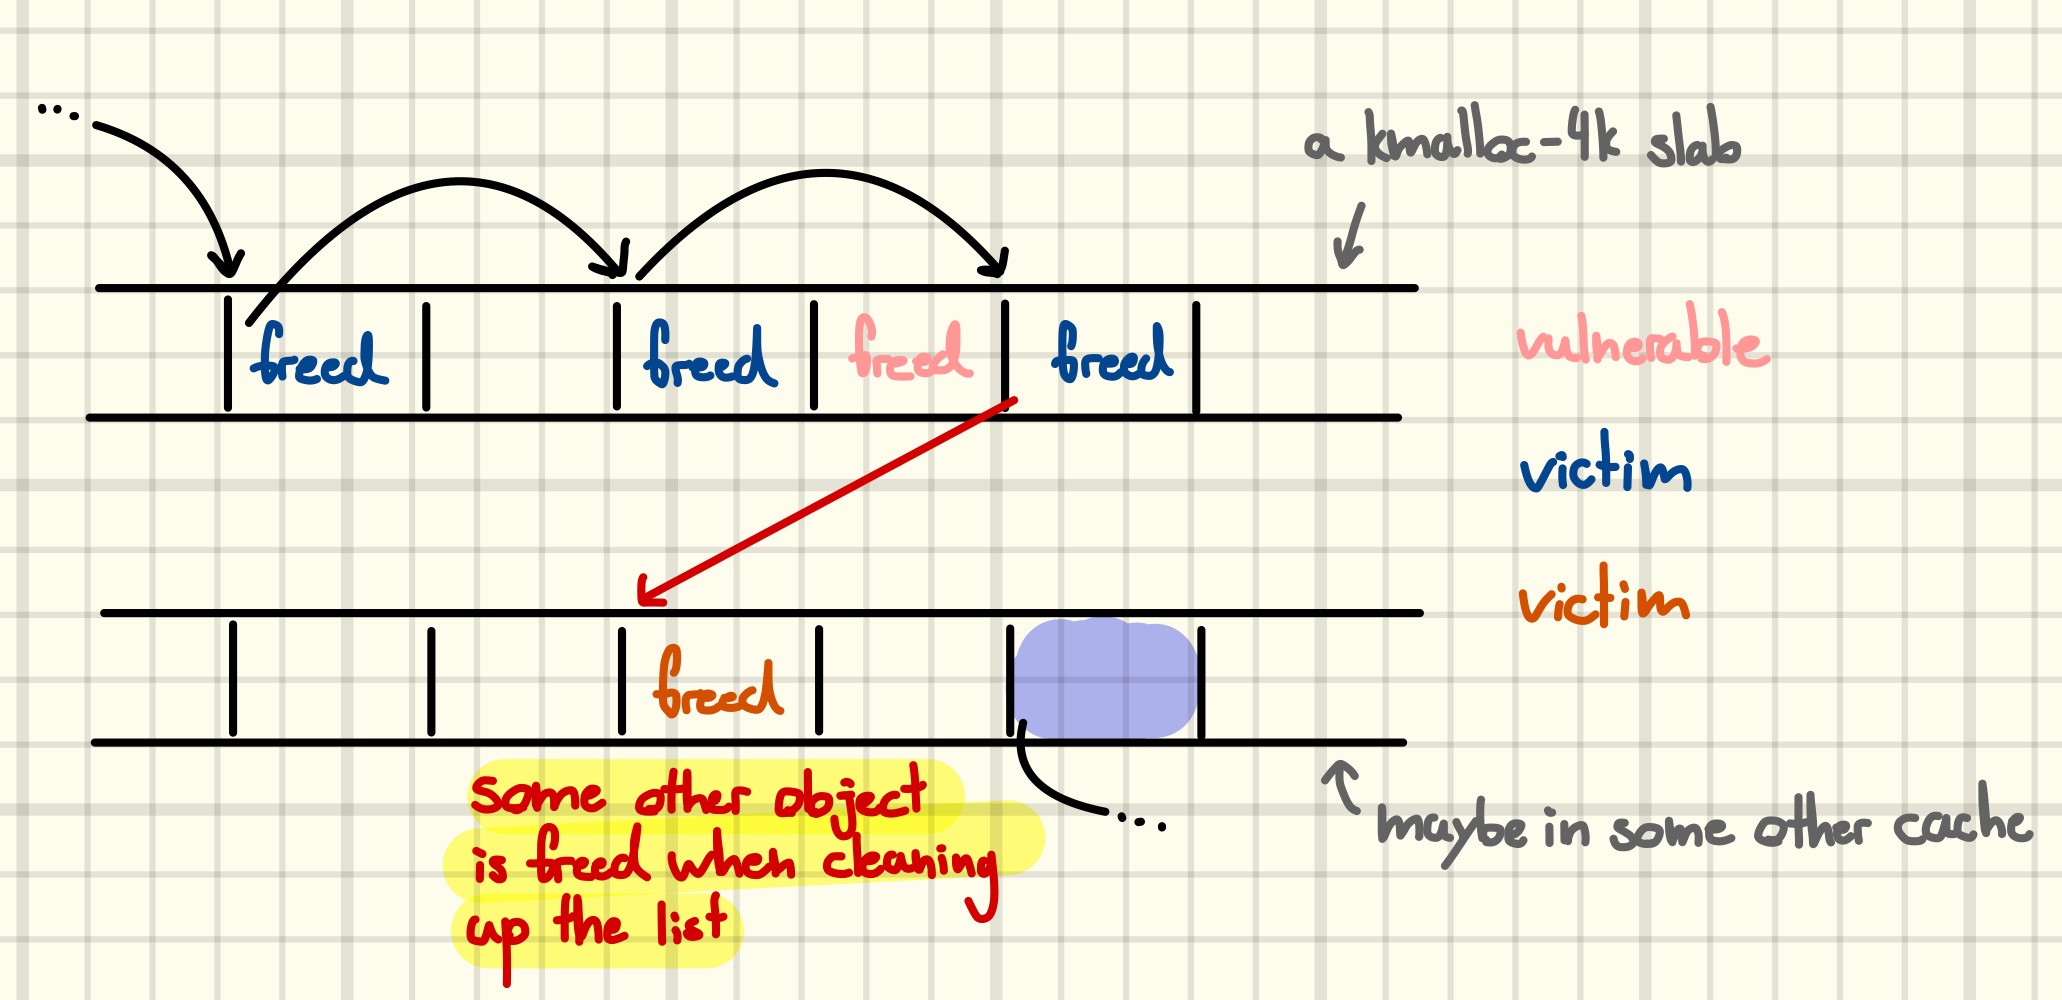 a kmalloc-4k slab
freed freed freed freed
vulnerable
victim
victim
freed
some other object
is freed when cleaning
up the list
maybe in some other cache